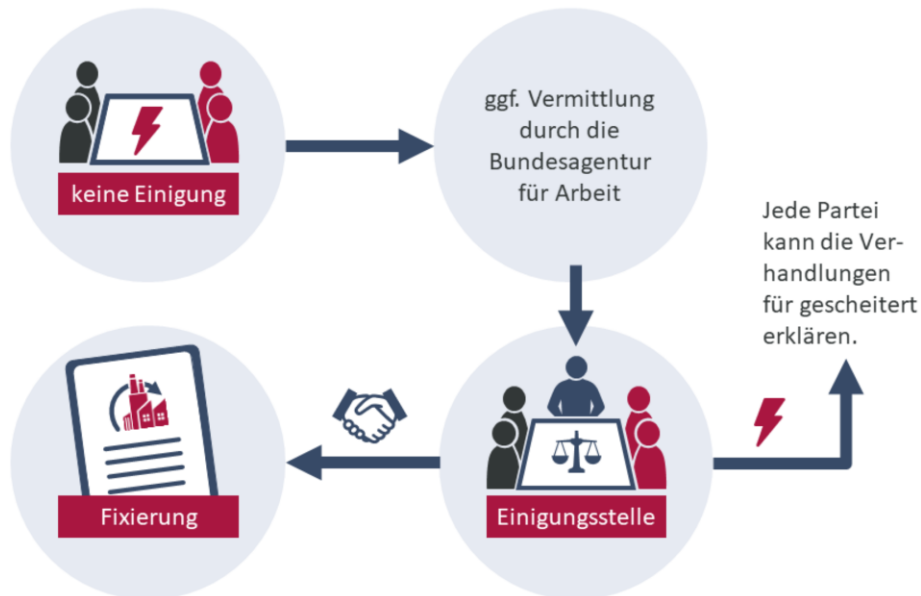 keine Einigung
ggf. Vermittlung
durch die
Bundesagentur
für Arbeit
Jede Partei
kann die Ver-
handlungen
für gescheitert
erklären.
Fixierung
Einigungsstelle